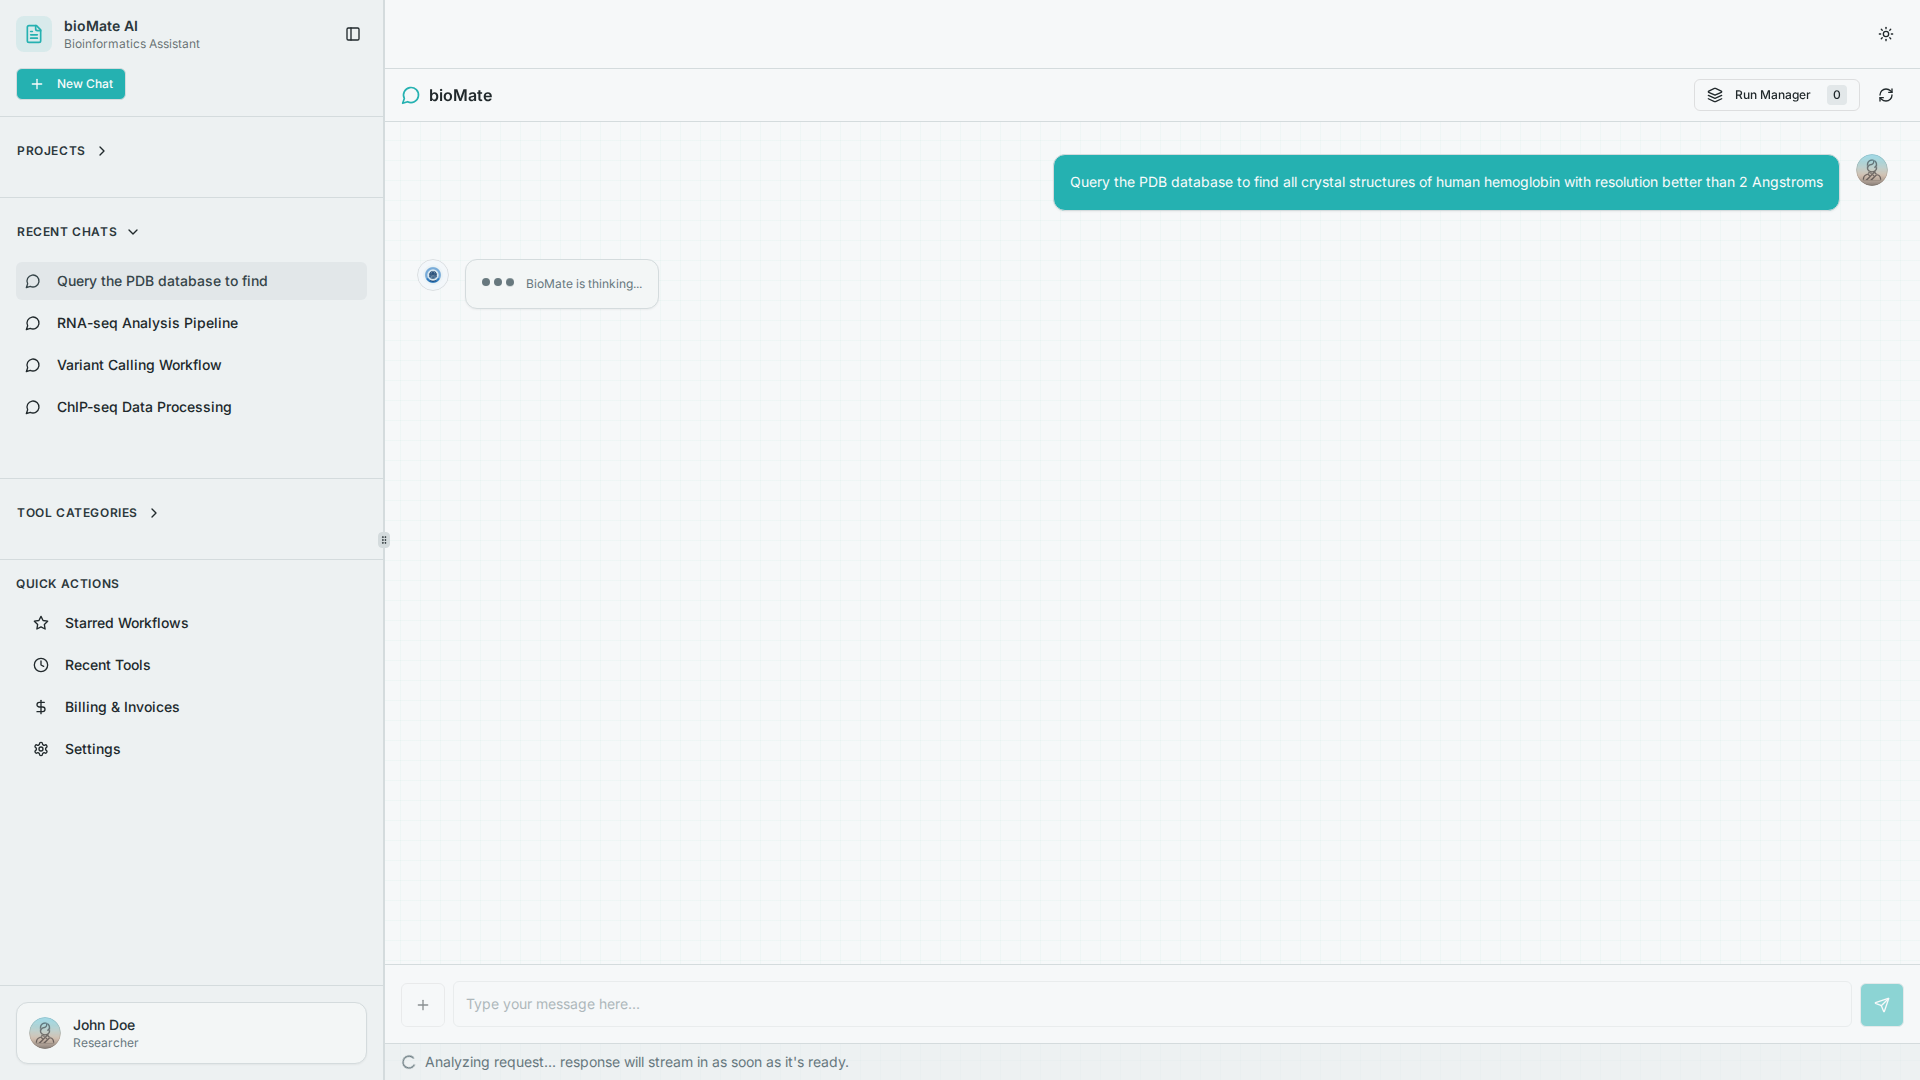 bioMate AI
Bioinformatics Assistant
New Chat
PROJECTS
RECENT CHATS
Query the PDB database to find
RNA-seq Analysis Pipeline
Variant Calling Workflow
ChIP-seq Data Processing
TOOL CATEGORIES
QUICK ACTIONS
Starred Workflows
Recent Tools
Billing & Invoices
Settings
John Doe
Researcher
bioMate
Run Manager 0
Query the PDB database to find all crystal structures of human hemoglobin with resolution better than 2 Angstroms
BioMate is thinking...
Type your message here...
Analyzing request... response will stream in as soon as it's ready.